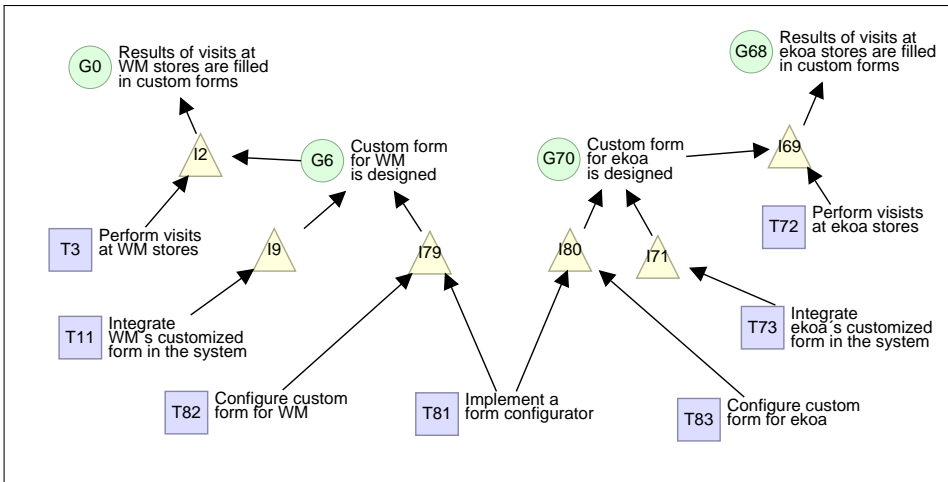 G0
Results of visits at
WM stores are filled
in custom forms
G68
Results of visits at
ekoa stores are filled
in custom forms
I2
G6
Custom form
for WM
is designed
G70
Custom form
for ekoa
is designed
I69
T3
Perform visits
at WM stores
I9
I79
I80
I71
T72
Perform visists
at ekoa stores
T11
Integrate
WM´s customized
form in the system
T73
Integrate
ekoa´s customized
form in the system
T82
Configure custom
form for WM
T81
Implement a
form configurator
T83
Configure custom
form for ekoa